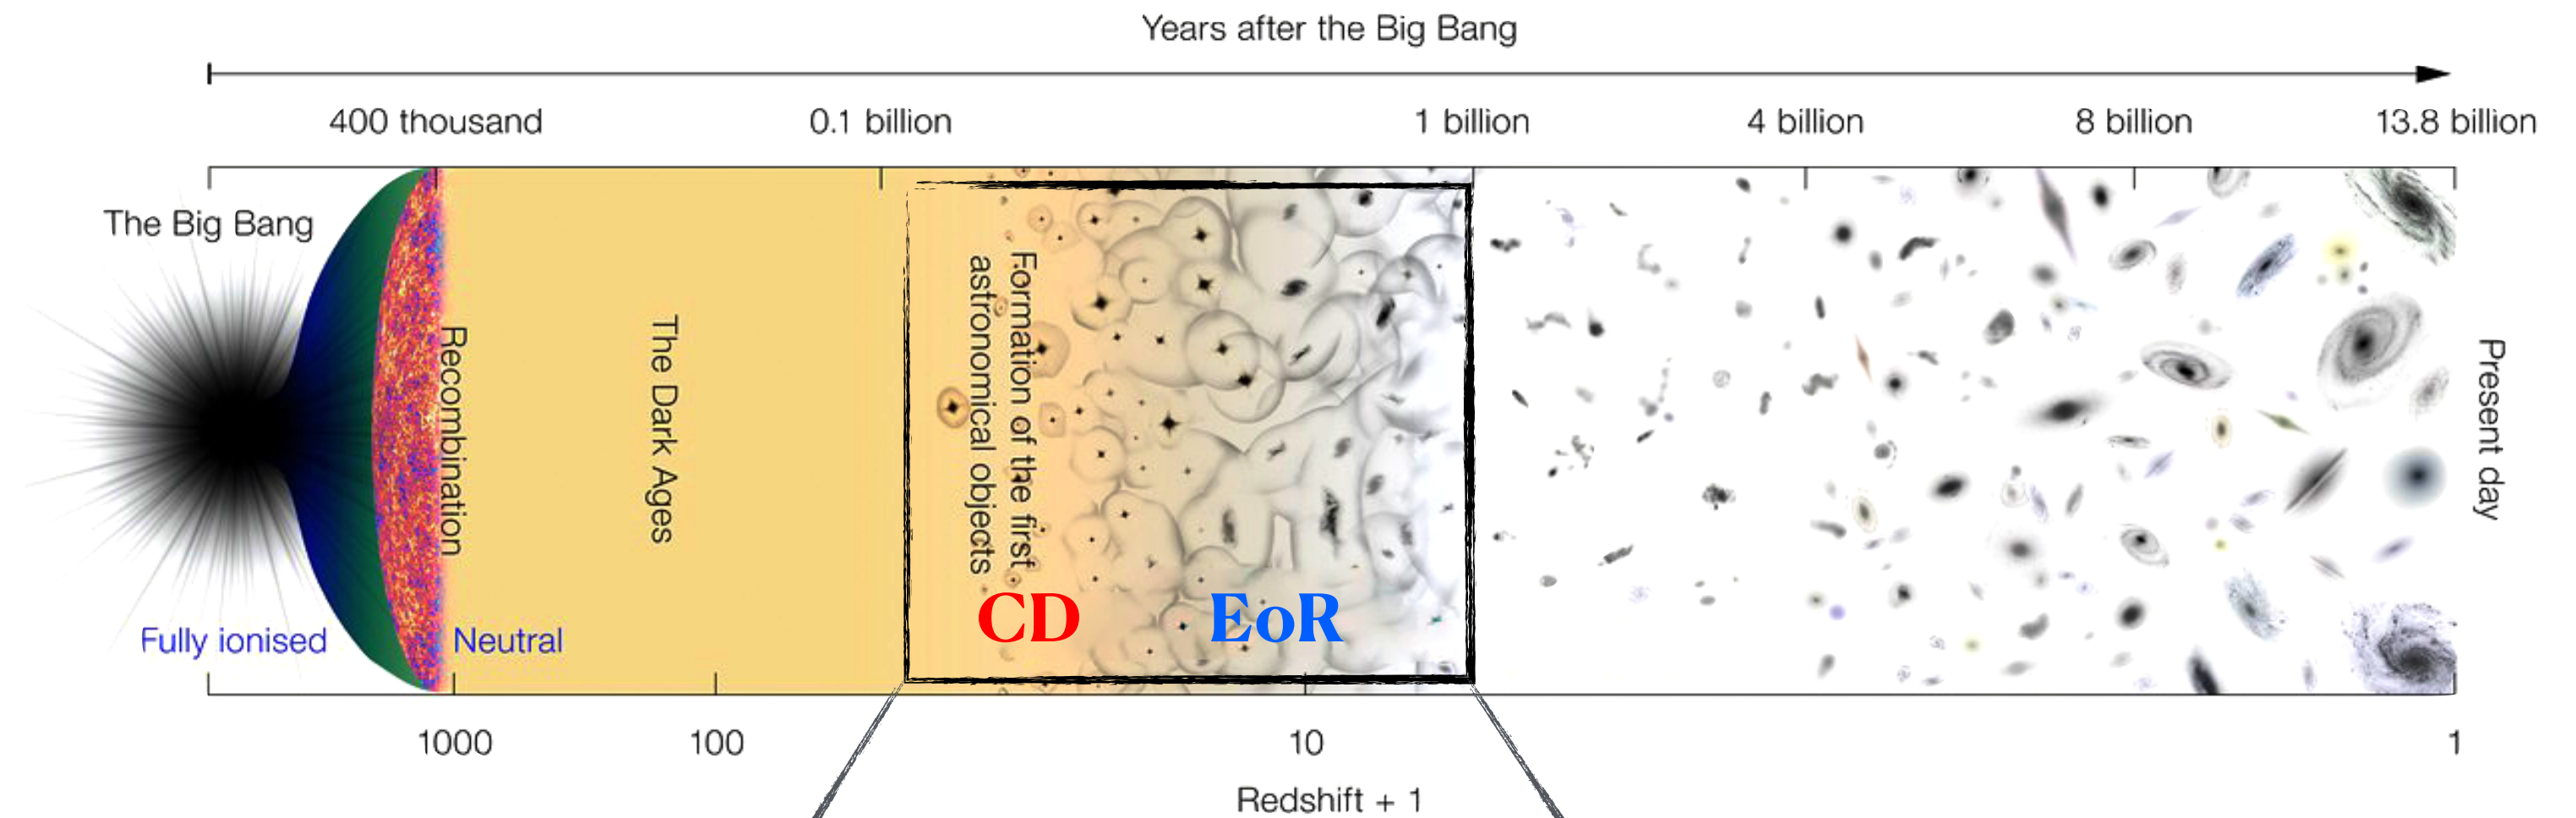 Years after the Big Bang
400 thousand
0.1 billion
1 billion
4 billion
8 billion
13.8 billion
The Big Bang
Recombination
The Dark Ages
Formation of the first
astronomical objects
Present day
CD
EoR
Fully ionised
Neutral
1000
100
10
1
Redshift + 1